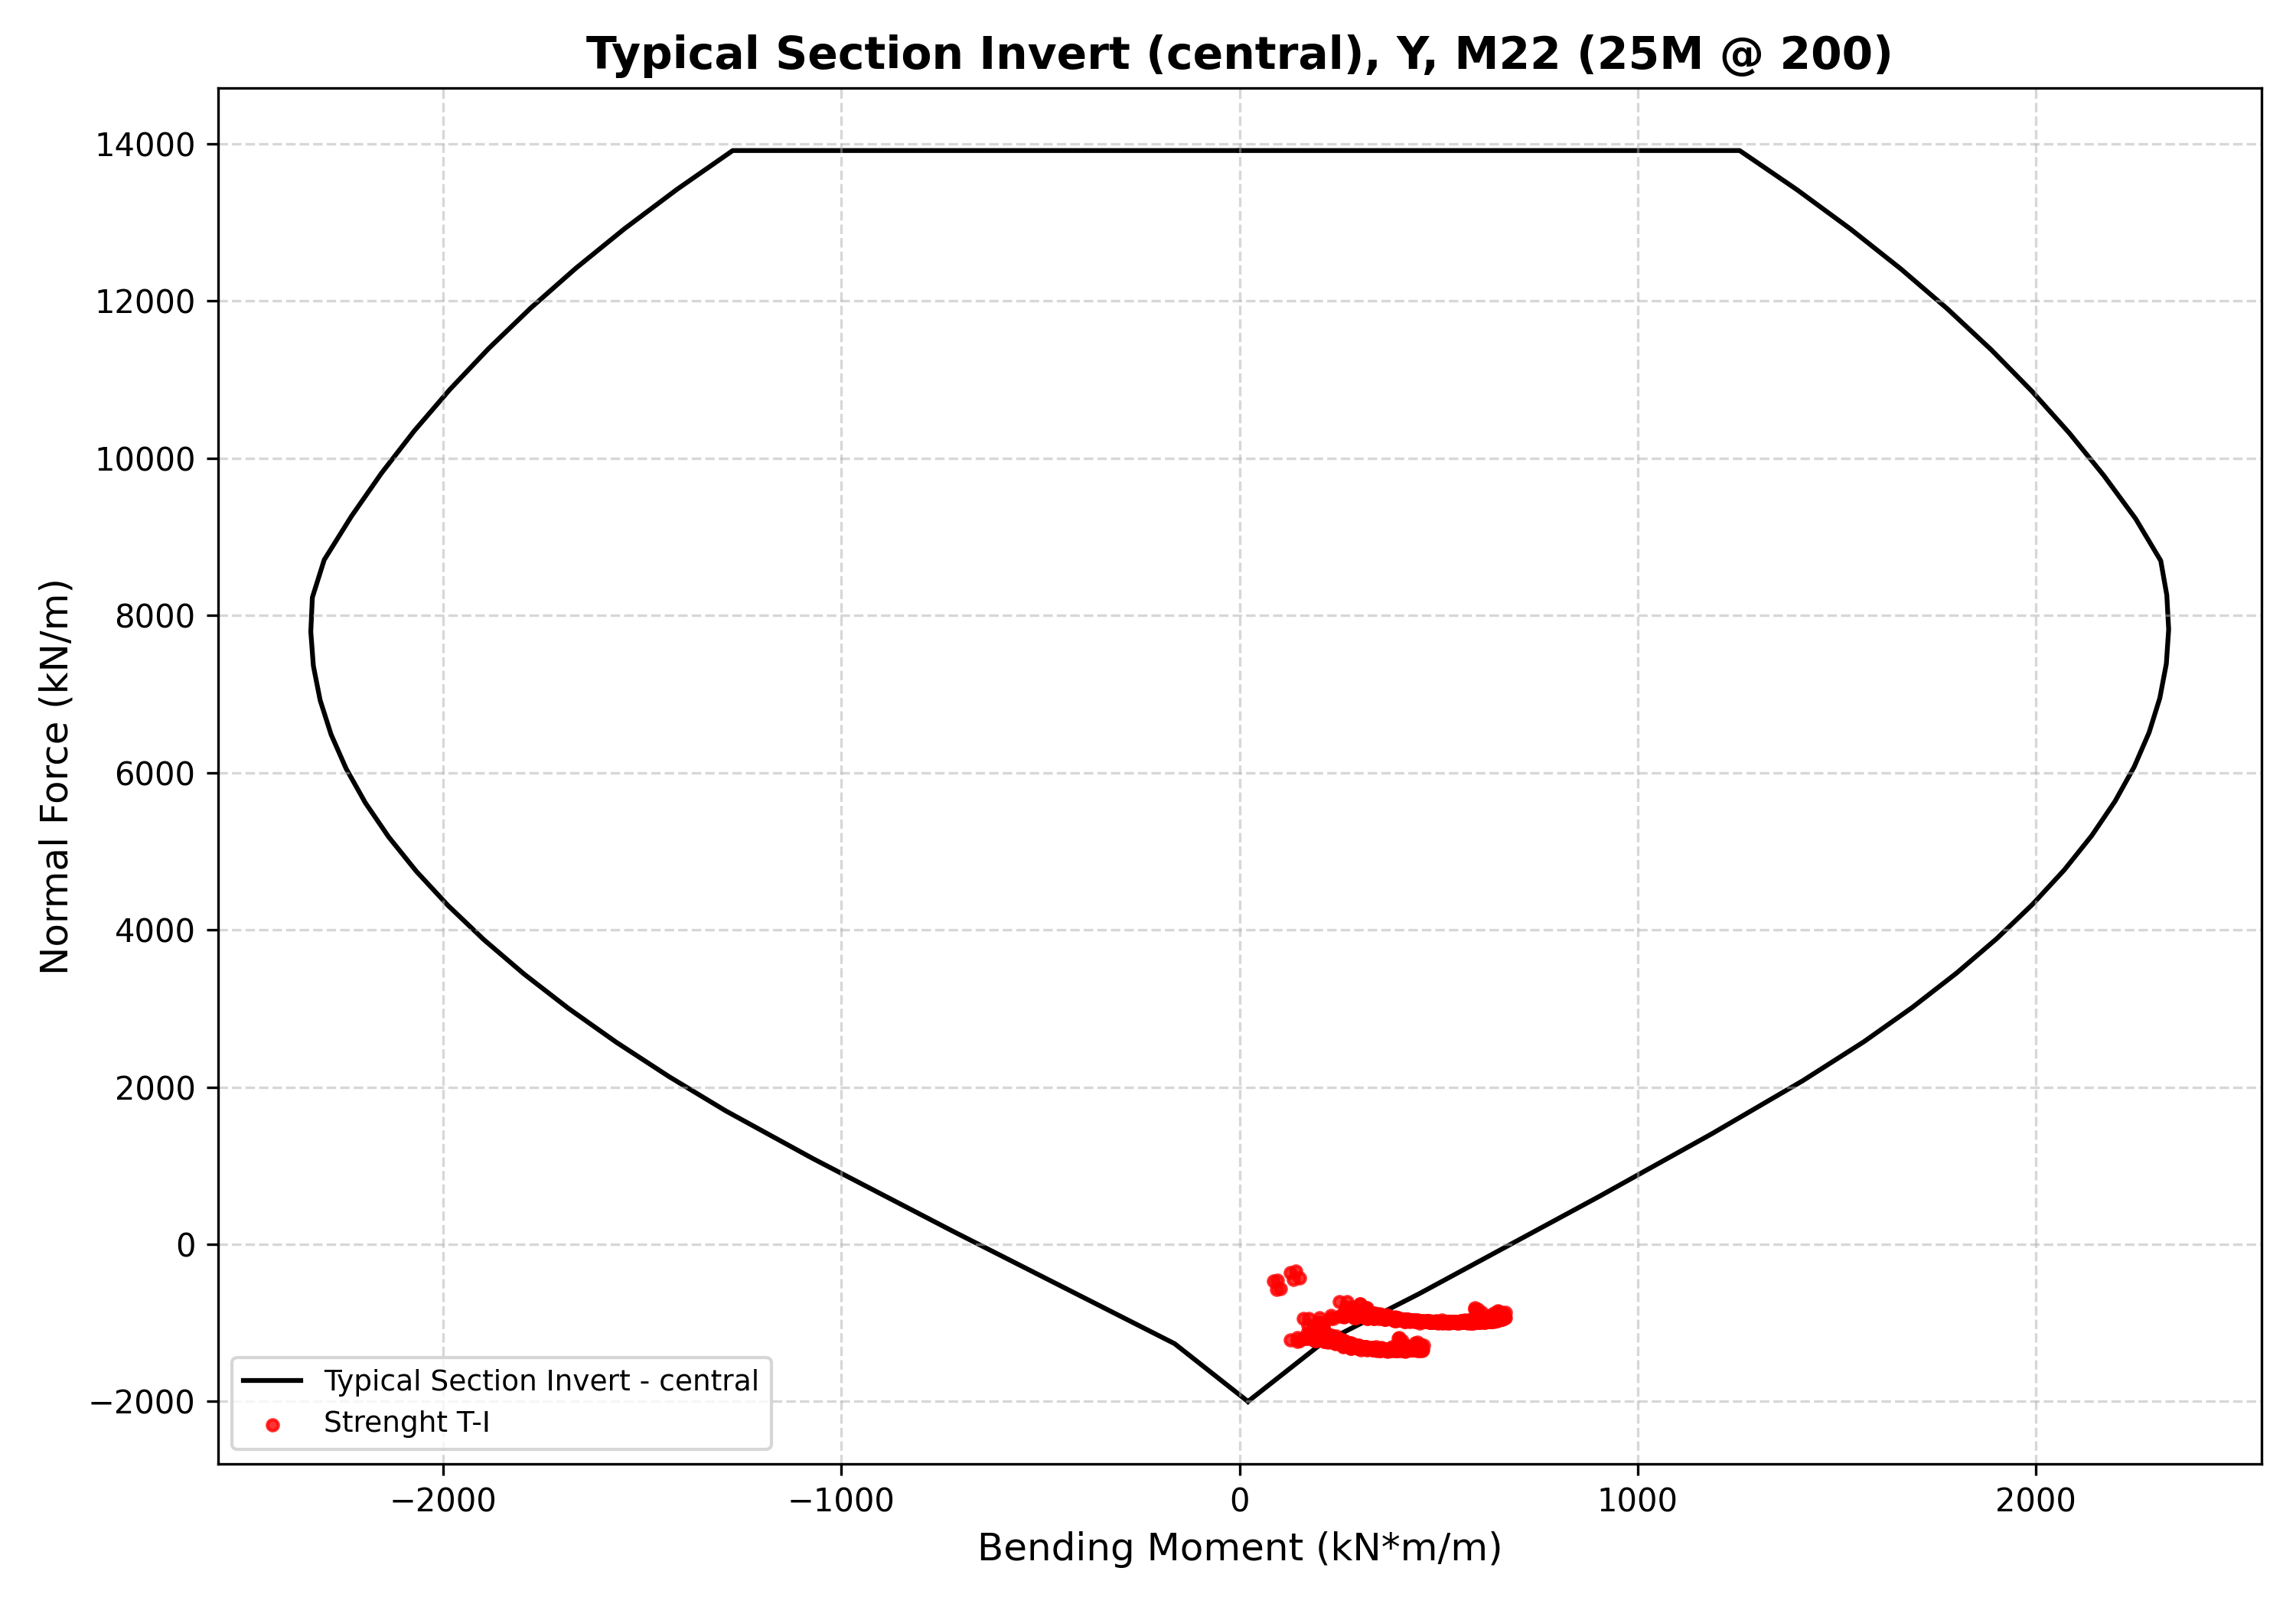 Typical Section Invert (central), Y, M22 (25M @ 200)
14000
12000
10000
8000
6000
4000
2000
0
−2000
Normal Force (kN/m)
Typical Section Invert - central
Strenght T-I
−2000
−1000
0
1000
2000
Bending Moment (kN*m/m)